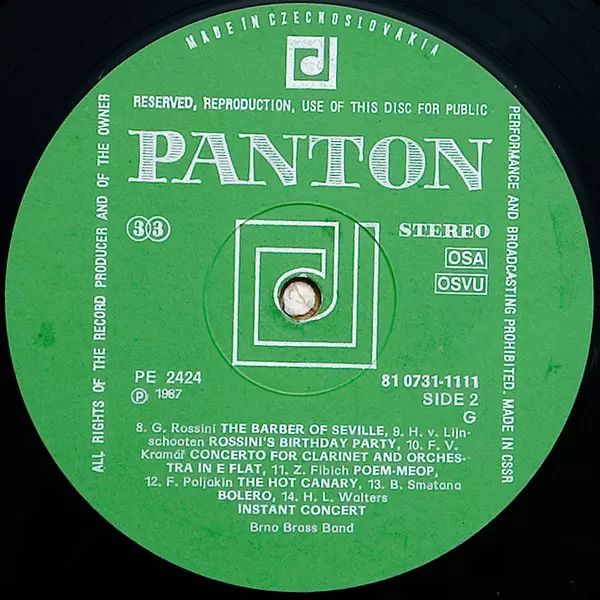 MADE IN CZECHOSLOVAKIA
RESERVED, REPRODUCTION, USE OF THIS DISC FOR PUBLIC
PERFORMANCE AND BROADCASTING PROHIBITED. MADE IN CSSR
ALL RIGHTS OF THE RECORD PRODUCER AND OF THE OWNER
PANTON
33
STEREO
OSA
OSVU
PE 2424
℗ 1987
81 0731-1111
SIDE 2
G
8. G. Rossini THE BARBER OF SEVILLE, 9. H. v. Lijn-
schooten ROSSINI'S BIRTHDAY PARTY, 10. F. V.
Kramář CONCERTO FOR CLARINET AND ORCHES-
TRA IN E FLAT, 11. Z. Fibich POEM-MEOP,
12. F. Poljakin THE HOT CANARY, 13. B. Smatana
BOLERO, 14. H. L. Walters
INSTANT CONCERT
Brno Brass Band